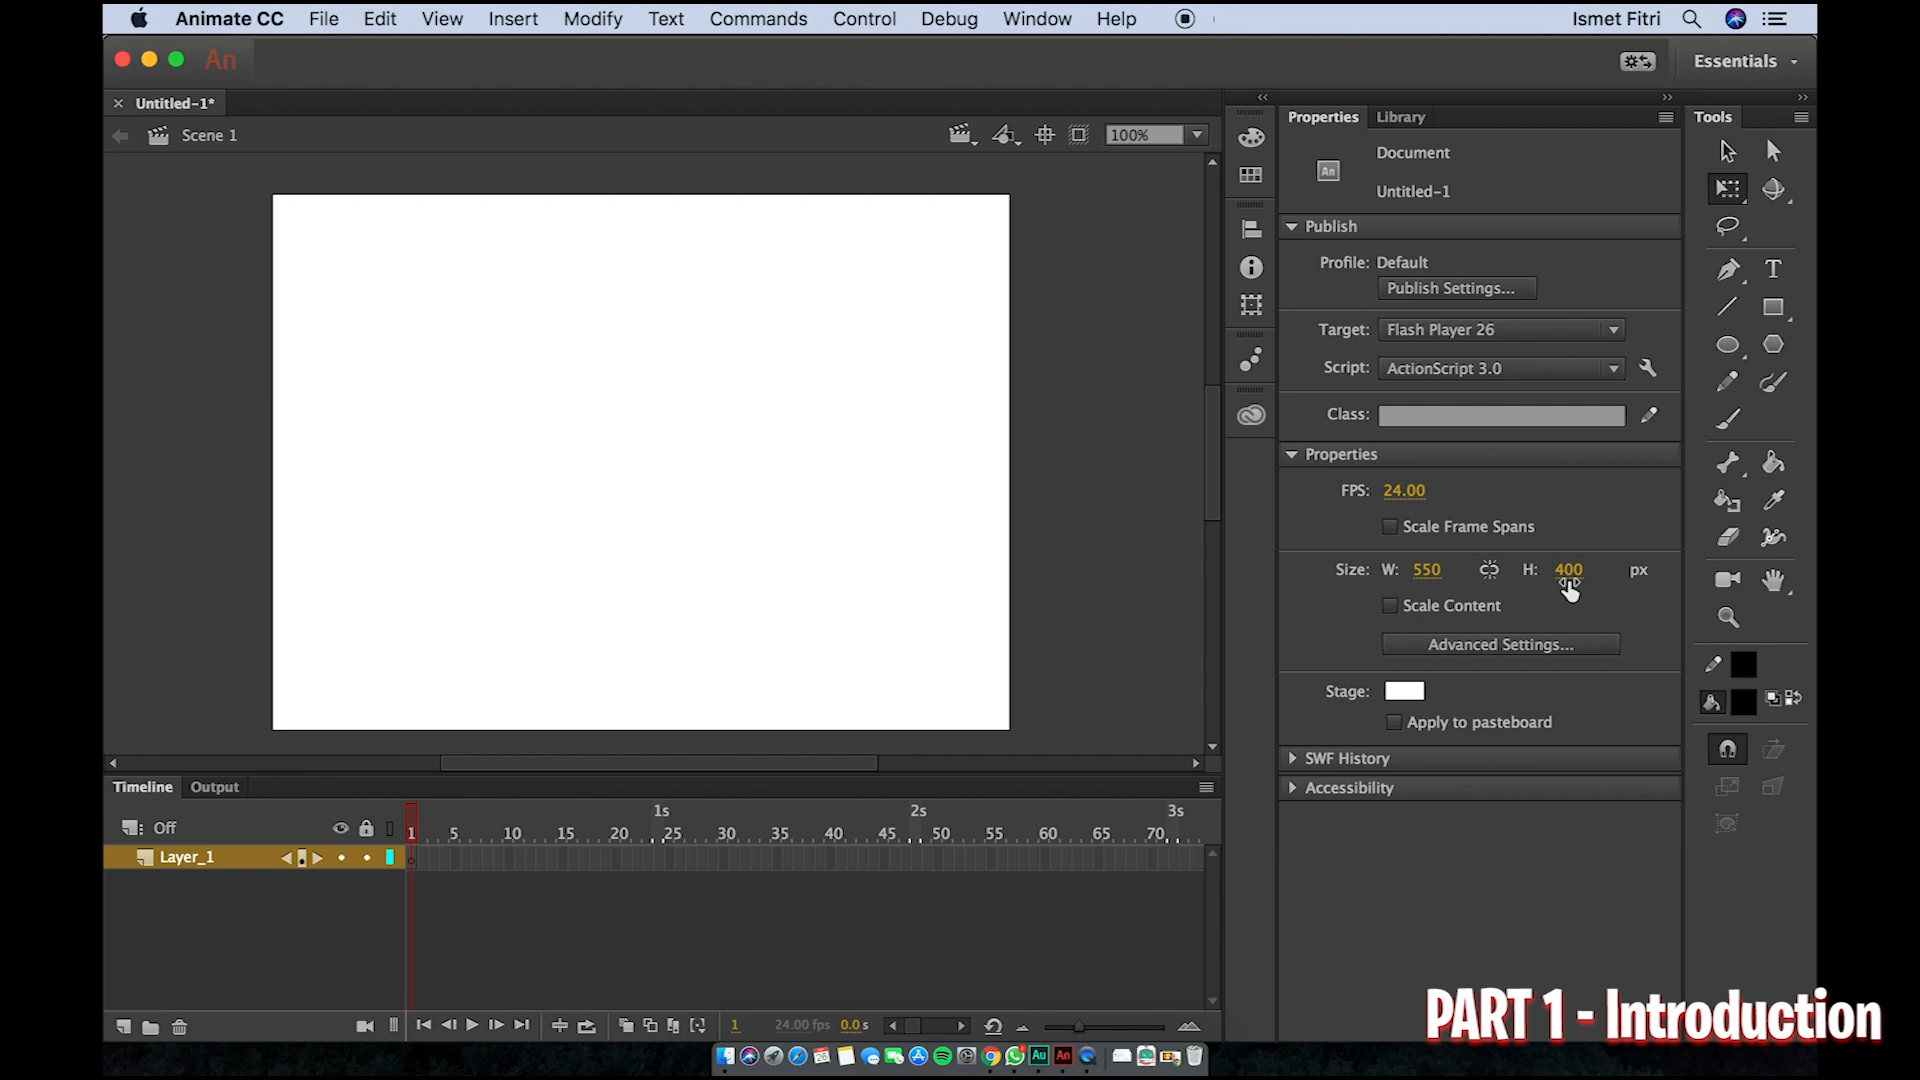 Animate CC File Edit View Insert Modify Text Commands Control Debug Window Help Ismet Fitri
An Essentials
Untitled-1*
Scene 1 100%
Properties Library Tools
An Document
Untitled-1
Publish
Profile: Default
Publish Settings...
Target: Flash Player 26
Script: ActionScript 3.0
Class:
Properties
FPS: 24.00
Scale Frame Spans
Size: W: 550 H: 400 px
Scale Content
Advanced Settings...
Stage:
Apply to pasteboard
SWF History
Accessibility
T
Timeline Output
1s 2s 3s
Off 1 5 10 15 20 25 30 35 40 45 50 55 60 65 70
Layer_1
1 24.00 fps 0.0 s
PART 1 - Introduction
Au An